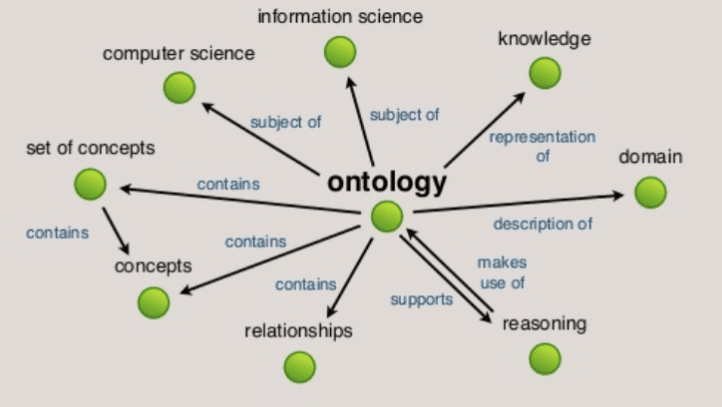 information science
computer science
knowledge
subject of
subject of
representation
of
set of concepts
domain
contains
ontology
contains
description of
contains
concepts
contains
makes
use of
supports
relationships
reasoning